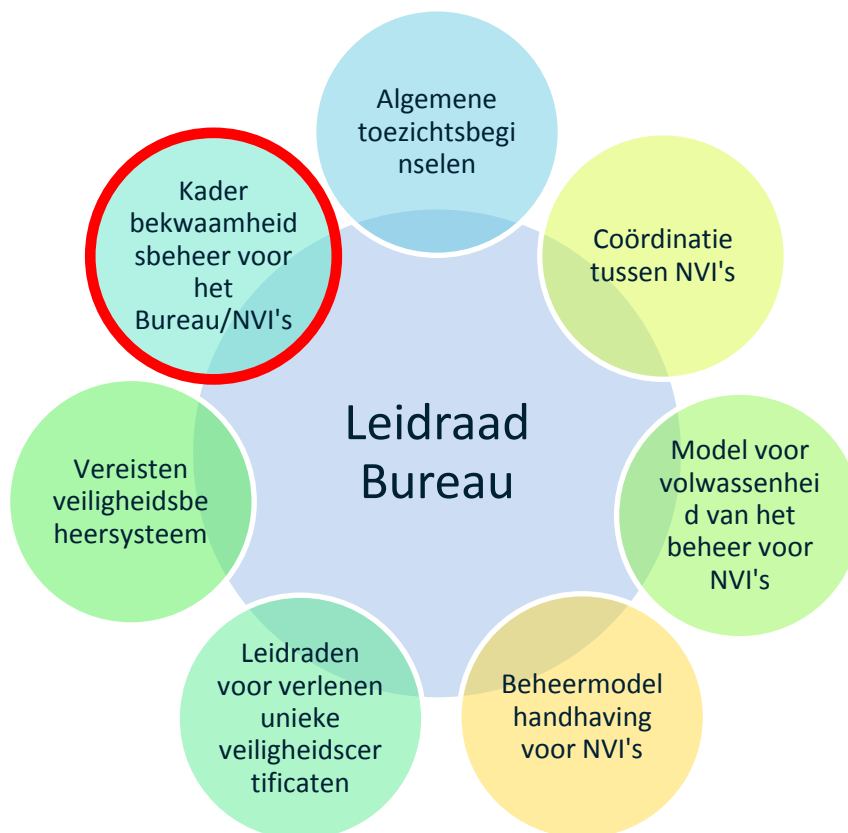 Algemene
toezichtsbegi
nselen
Coördinatie
tussen NVI's
Model voor
volwassenhei
d van het
beheer voor
NVI's
Beheermodel
handhaving
voor NVI's
Leidraden
voor verlenen
unieke
veiligheidscer
tificaten
Vereisten
veiligheidsbe
heersysteem
Kader
bekwaamheid
sbeheer voor
het
Bureau/NVI's
Leidraad
Bureau